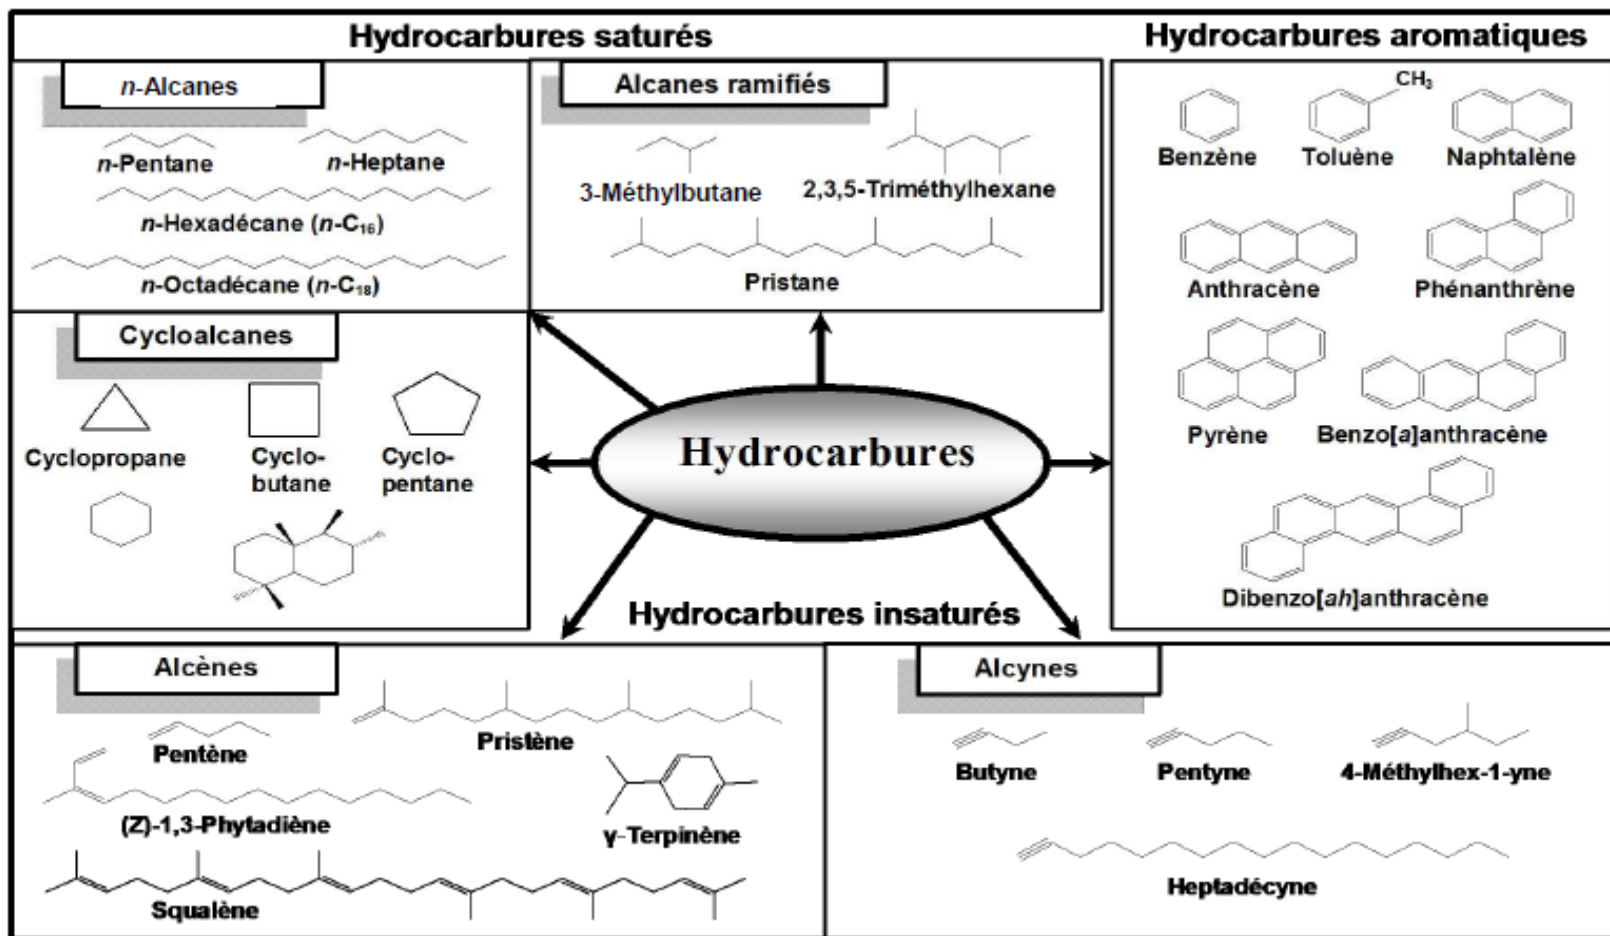 Hydrocarbures saturés
Hydrocarbures aromatiques
n-Alcanes
Alcanes ramifiés
n-Pentane
n-Heptane
n-Hexadécane (n-C₁₆)
n-Octadécane (n-C₁₈)
3-Méthylbutane
2,3,5-Triméthylhexane
Pristane
CH₃
Benzène
Toluène
Naphtalène
Anthracène
Phénanthrène
Pyrène
Benzo[a]anthracène
Dibenzo[ah]anthracène
Cycloalcanes
Cyclopropane
Cyclo-
butane
Cyclo-
pentane
Hydrocarbures
Hydrocarbures insaturés
Alcènes
Pentène
Pristène
(Z)-1,3-Phytadiène
γ-Terpinène
Squalène
Alcynes
Butyne
Pentyne
4-Méthylhex-1-yne
Heptadécyne